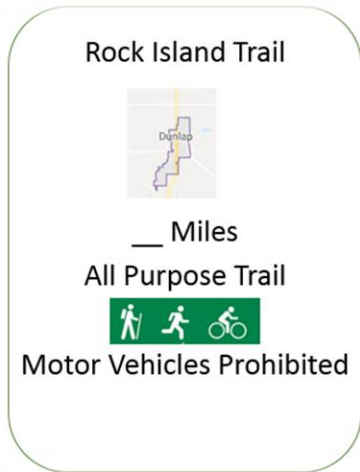 Rock Island Trail
Dunlap
__ Miles
All Purpose Trail
Motor Vehicles Prohibited